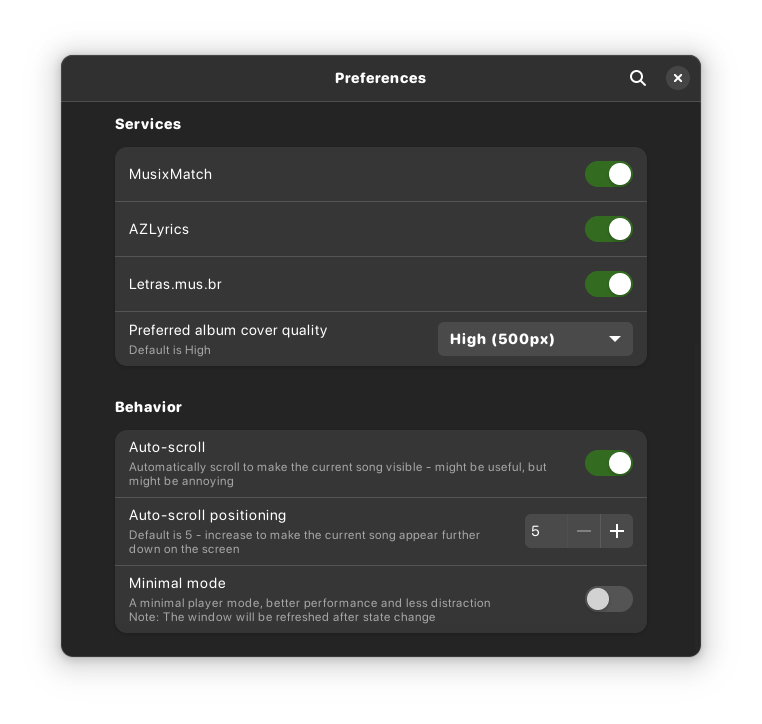 Preferences
Services
MusixMatch
AZLyrics
Letras.mus.br
Preferred album cover quality
Default is High
High (500px)
Behavior
Auto-scroll
Automatically scroll to make the current song visible - might be useful, but
might be annoying
Auto-scroll positioning
Default is 5 - increase to make the current song appear further
down on the screen
5
Minimal mode
A minimal player mode, better performance and less distraction
Note: The window will be refreshed after state change